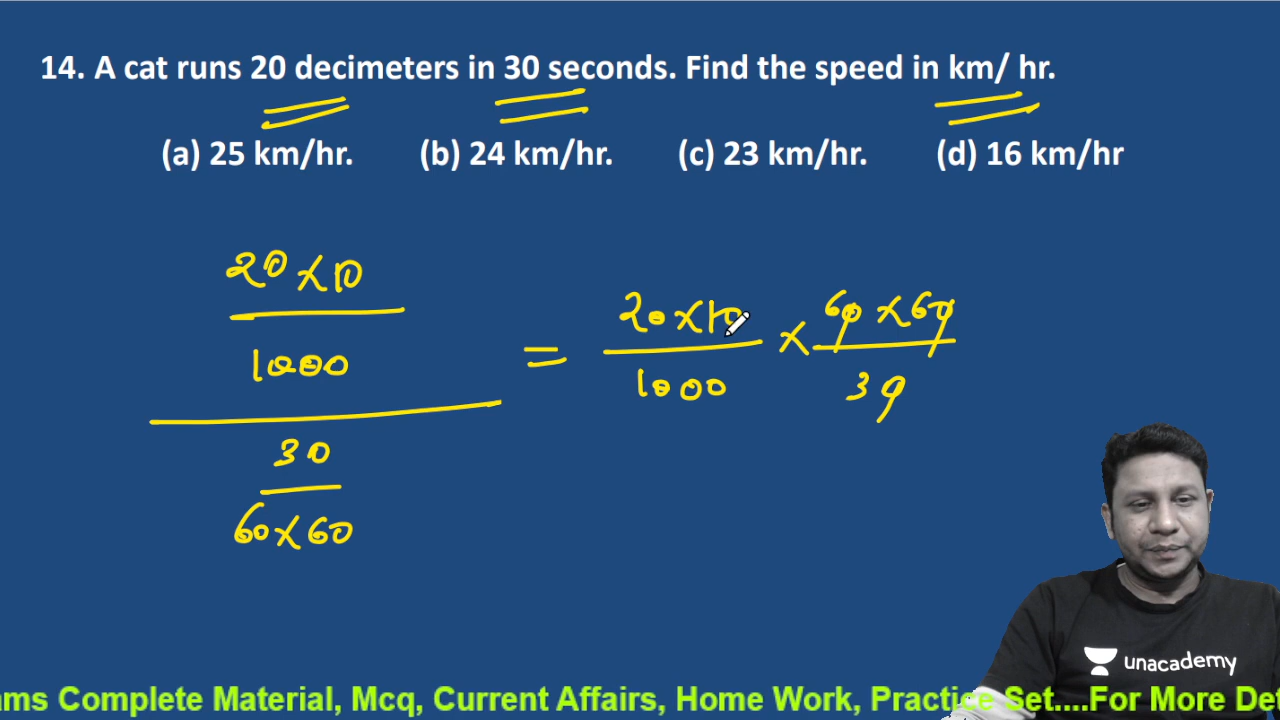 14. A cat runs 20 decimeters in 30 seconds. Find the speed in km/ hr.
(a) 25 km/hr. (b) 24 km/hr. (c) 23 km/hr. (d) 16 km/hr
20 × 10
1000
30
60 × 60
=
20 × 10
1000
×
60 × 60
30
unacademy
ams Complete Material, Mcq, Current Affairs, Home Work, Practice Set....For More Det